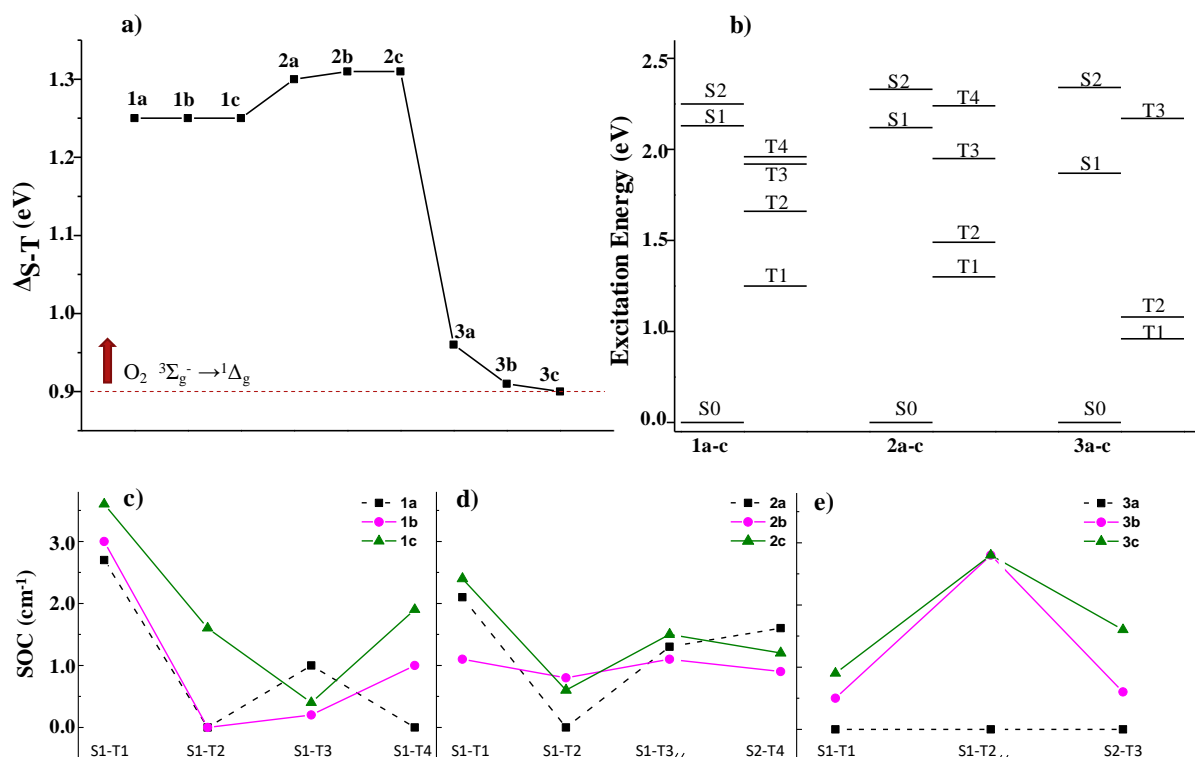 a)
1.3
1.2
1.1
1.0
0.9
ΔS-T (eV)
1a
1b
1c
2a
2b
2c
3a
3b
3c
O2 ³Σg⁻ →¹Δg
b)
2.5
2.0
1.5
1.0
0.0
Excitation Energy (eV)
S2
S1
T4
T3
T2
T1
S0
S2
S1
T4
T3
T2
T1
S0
S2
S1
T3
T2
T1
S0
1a-c
2a-c
3a-c
c)
1a
1b
1c
3.0
2.0
1.0
0.0
SOC (cm⁻¹)
S1-T1
S1-T2
S1-T3
S1-T4
d)
2a
2b
2c
S1-T1
S1-T2
S1-T3
S2-T4
e)
3a
3b
3c
S1-T1
S1-T2
S2-T3